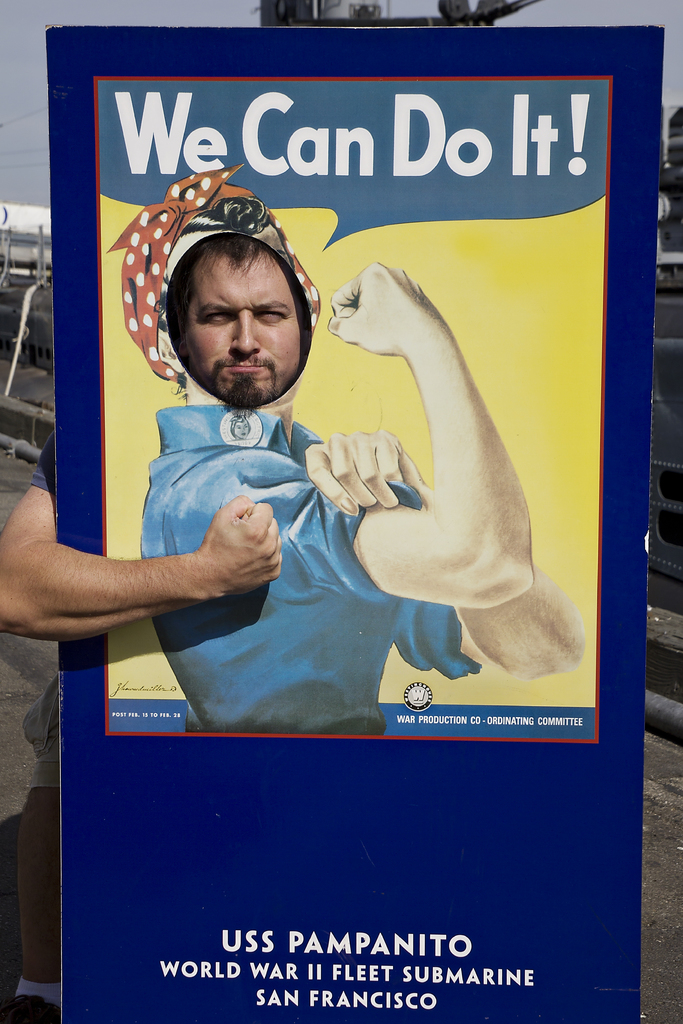 We Can Do It!
POST FEB. 15 TO FEB. 28
WAR PRODUCTION CO-ORDINATING COMMITTEE
USS PAMPANITO
WORLD WAR II FLEET SUBMARINE
SAN FRANCISCO